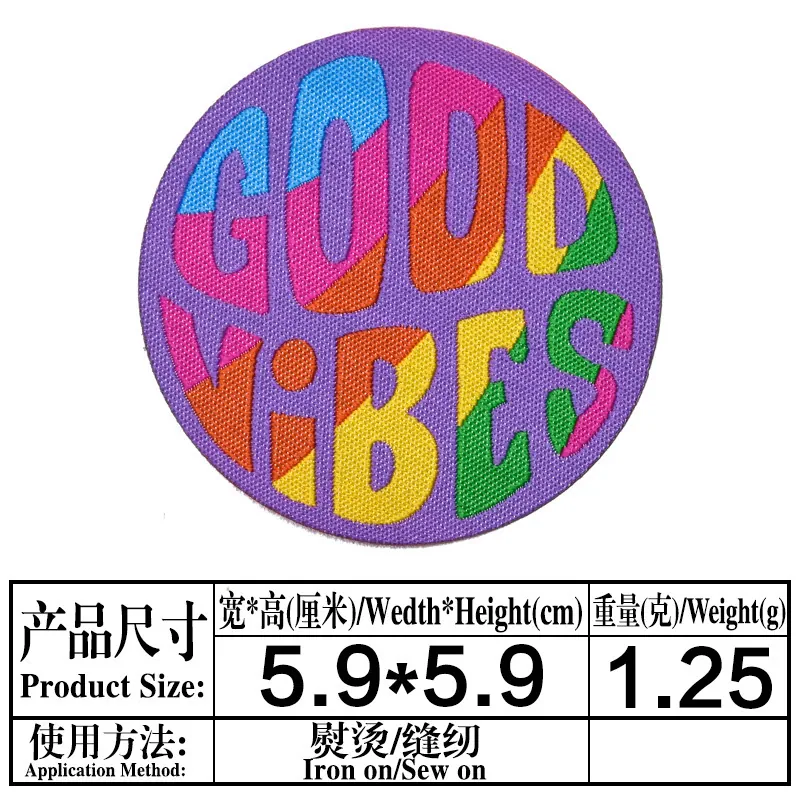 GOOD
ViBES
产品尺寸
Product Size:
宽*高(厘米)/Wedth*Height(cm)
重量(克)/Weight(g)
5.9*5.9
1.25
使用方法:
Application Method:
熨烫/缝纫
Iron on/Sew on